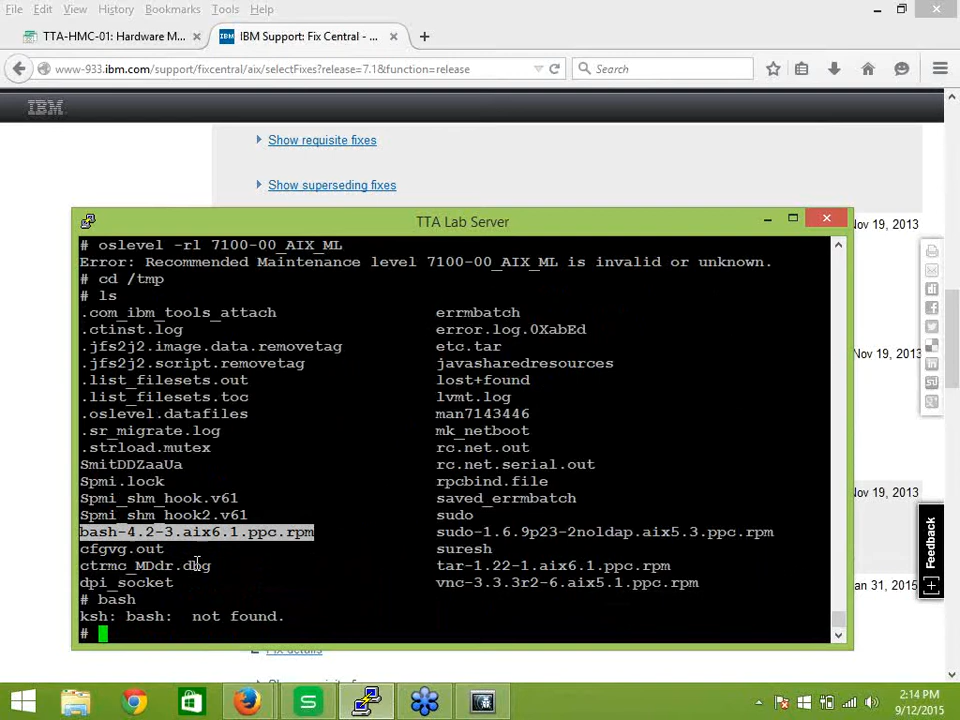 File Edit View History Bookmarks Tools Help
TTA-HMC-01: Hardware M...
IBM IBM Support: Fix Central - ...
www-933.ibm.com/support/fixcentral/aix/selectFixes?release=7.1&function=release
Search
IBM
Show requisite fixes
Show superseding fixes
Nov 19, 2013
TTA Lab Server
# oslevel -rl 7100-00_AIX_ML
Error: Recommended Maintenance level 7100-00_AIX_ML is invalid or unknown.
# cd /tmp
# ls
.com_ibm_tools_attach errmbatch
.ctinst.log error.log.0XabEd
.jfs2j2.image.data.removetag etc.tar
.jfs2j2.script.removetag javasharedresources
.list_filesets.out lost+found
.list_filesets.toc lvmt.log
.oslevel.datafiles man7143446
.sr_migrate.log mk_netboot
.strload.mutex rc.net.out
SmitDDZaaUa rc.net.serial.out
Spmi.lock rpcbind.file
Spmi_shm_hook.v61 saved_errmbatch
Spmi_shm_hook2.v61 sudo
bash-4.2-3.aix6.1.ppc.rpm sudo-1.6.9p23-2noldap.aix5.3.ppc.rpm
cfgvg.out suresh
ctrmc_MDdr.dbg tar-1.22-1.aix6.1.ppc.rpm
dpi_socket vnc-3.3.3r2-6.aix5.1.ppc.rpm
# bash
ksh: bash: not found.
#
Nov 19, 2013
Nov 19, 2013
Jan 31, 2013
Feedback
Fix details
2:14 PM
9/12/2015